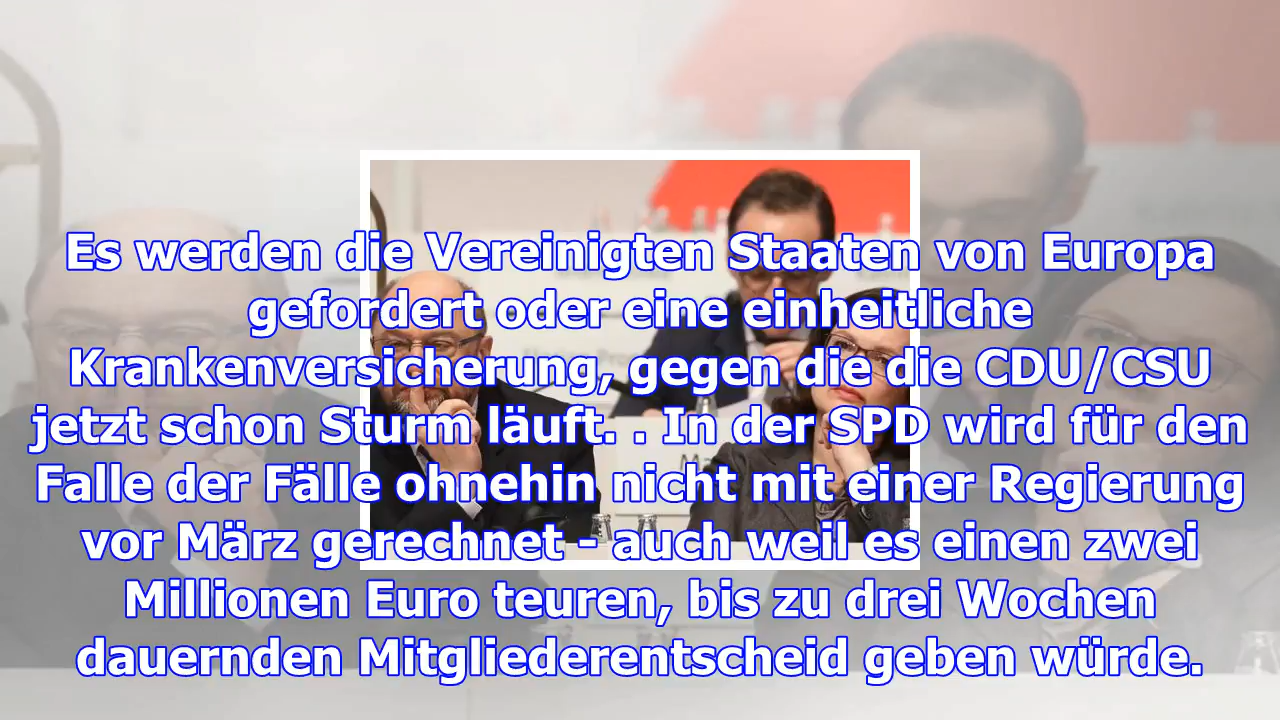 Es werden die Vereinigten Staaten von Europa
gefordert oder eine einheitliche
Krankenversicherung, gegen die die CDU/CSU
jetzt schon Sturm läuft. . In der SPD wird für den
Falle der Fälle ohnehin nicht mit einer Regierung
vor März gerechnet - auch weil es einen zwei
Millionen Euro teuren, bis zu drei Wochen
dauernden Mitgliederentscheid geben würde.